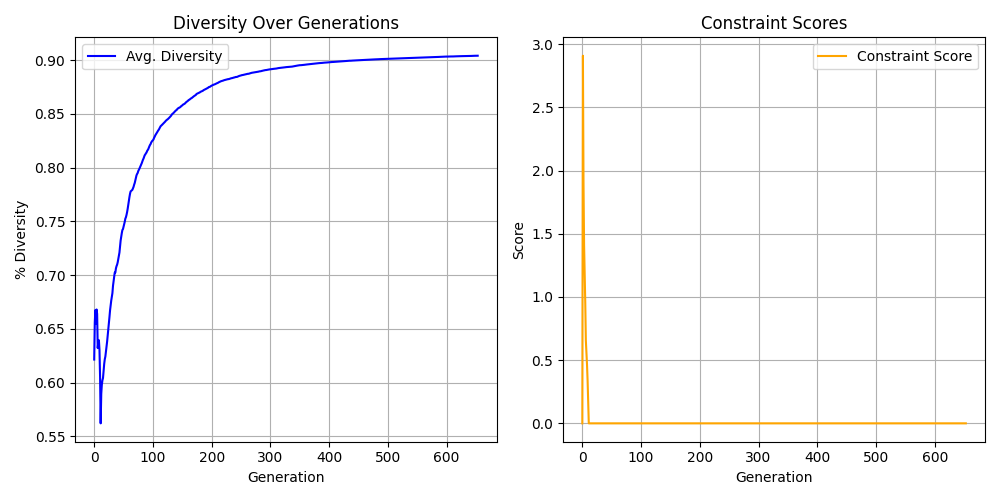 Diversity Over Generations
Avg. Diversity
0.90
0.85
0.80
0.75
0.70
0.65
0.60
0.55
% Diversity
0 100 200 300 400 500 600
Generation
Constraint Scores
Constraint Score
3.0
2.5
2.0
1.5
1.0
0.5
0.0
Score
0 100 200 300 400 500 600
Generation